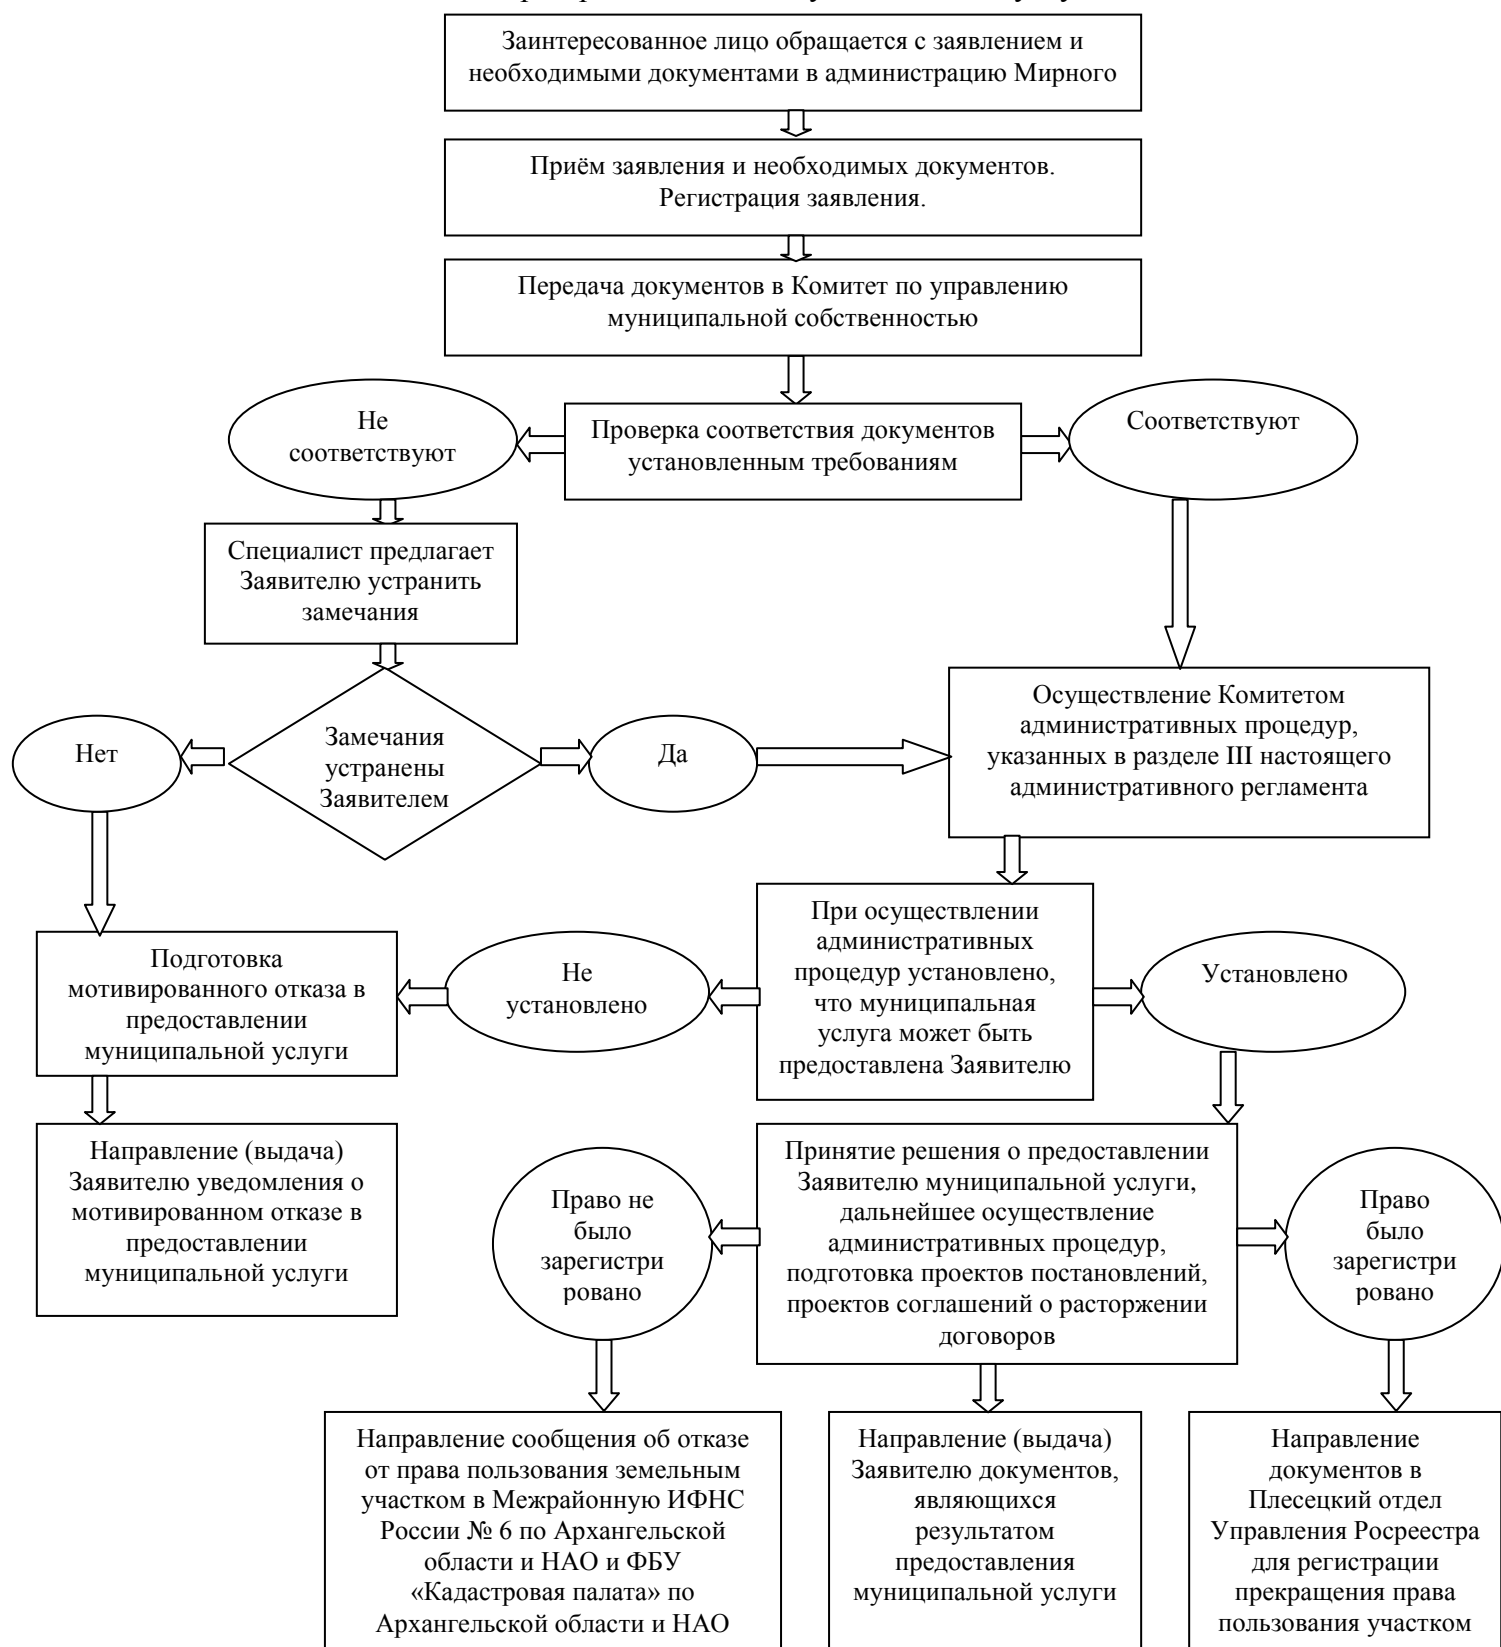 Заинтересованное лицо обращается с заявлением и
необходимыми документами в администрацию Мирного
Приём заявления и необходимых документов.
Регистрация заявления.
Передача документов в Комитет по управлению
муниципальной собственностью
Не
соответствуют
Проверка соответствия документов
установленным требованиям
Соответствуют
Специалист предлагает
Заявителю устранить
замечания
Нет
Замечания
устранены
Заявителем
Да
Осуществление Комитетом
административных процедур,
указанных в разделе III настоящего
административного регламента
Подготовка
мотивированного отказа в
предоставлении
муниципальной услуги
Не
установлено
При осуществлении
административных
процедур установлено,
что муниципальная
услуга может быть
предоставлена Заявителю
Установлено
Направление (выдача)
Заявителю уведомления о
мотивированном отказе в
предоставлении
муниципальной услуги
Право не
было
зарегистри
ровано
Принятие решения о предоставлении
Заявителю муниципальной услуги,
дальнейшее осуществление
административных процедур,
подготовка проектов постановлений,
проектов соглашений о расторжении
договоров
Право
было
зарегистри
ровано
Направление сообщения об отказе
от права пользования земельным
участком в Межрайонную ИФНС
России № 6 по Архангельской
области и НАО и ФБУ
«Кадастровая палата» по
Архангельской области и НАО
Направление (выдача)
Заявителю документов,
являющихся
результатом
предоставления
муниципальной услуги
Направление
документов в
Плесецкий отдел
Управления Росреестра
для регистрации
прекращения права
пользования участком